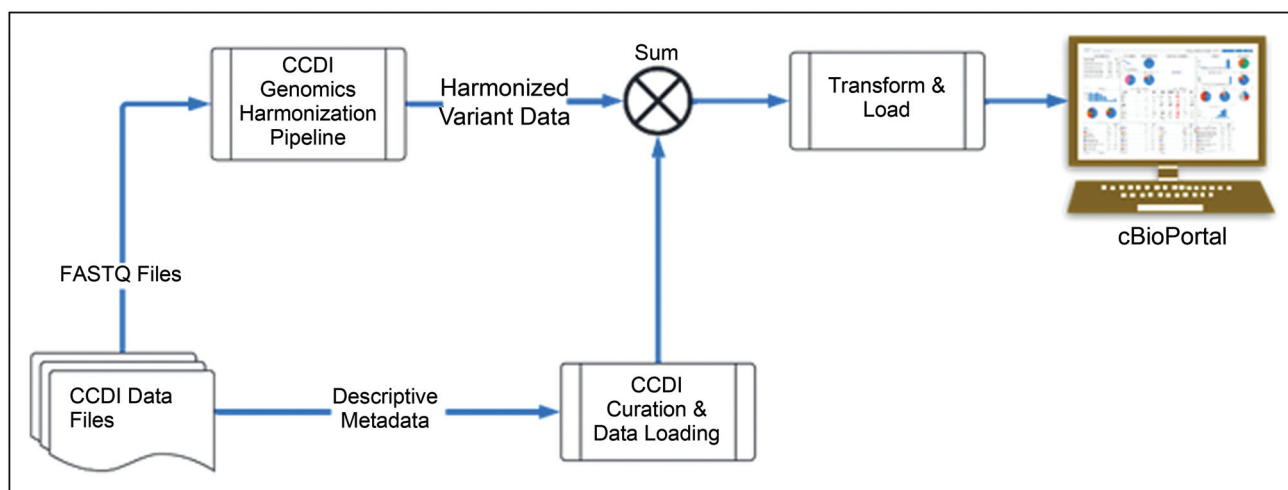 CCDI
Genomics
Harmonization
Pipeline
Harmonized
Variant Data
Sum
Transform &
Load
cBioPortal
FASTQ Files
CCDI Data
Files
Descriptive
Metadata
CCDI
Curation &
Data Loading